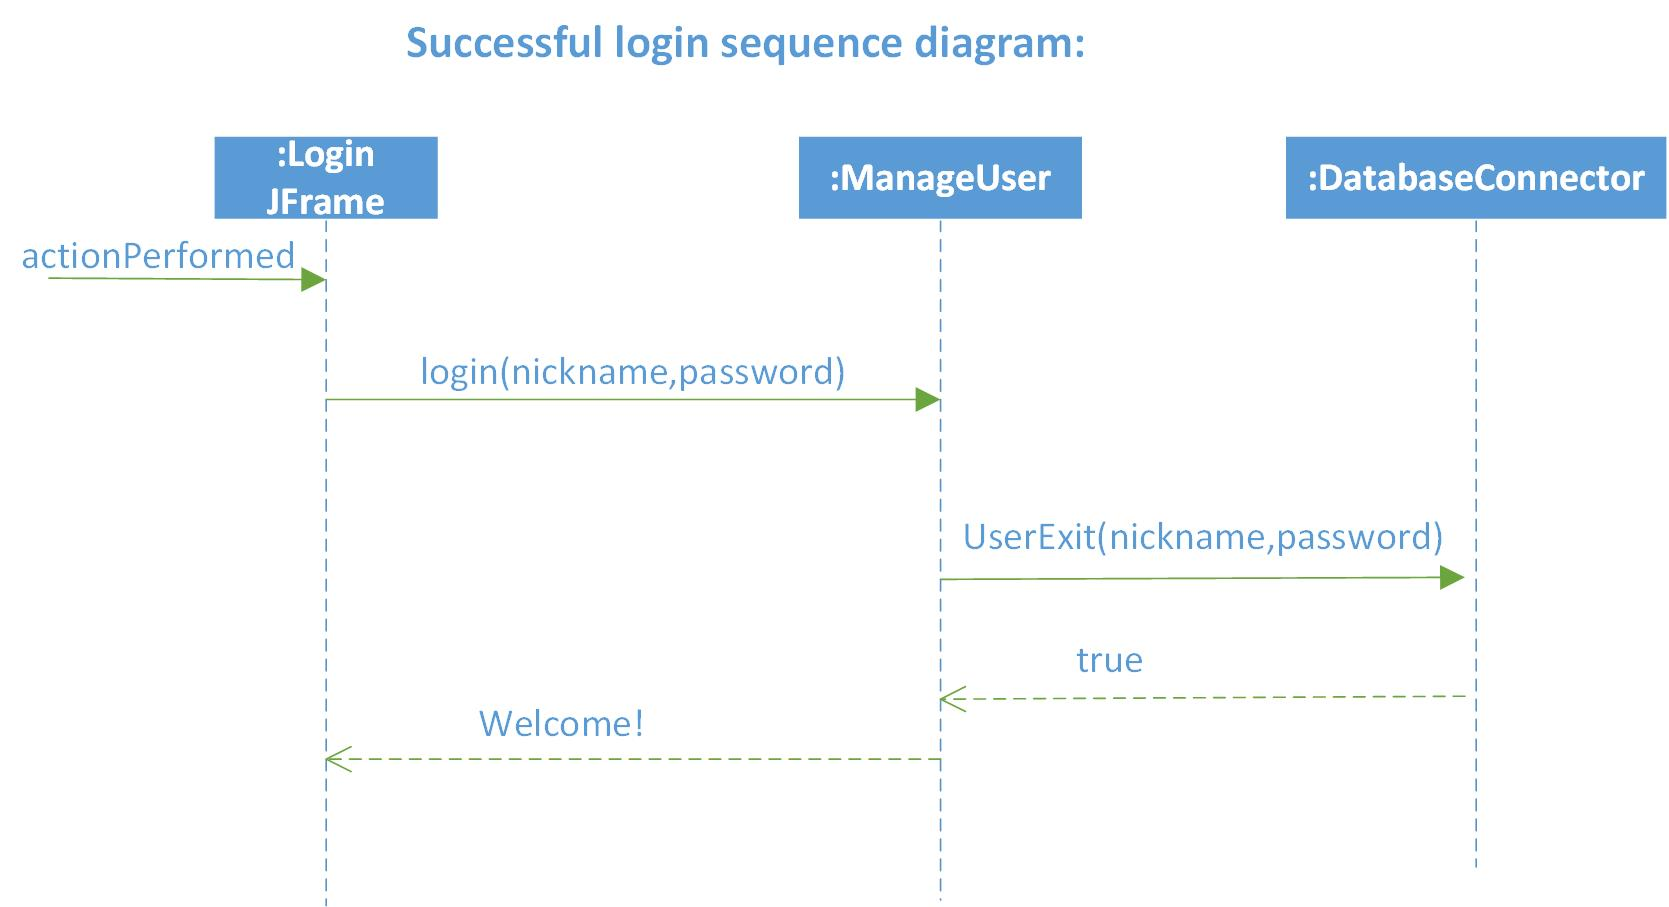 Successful login sequence diagram:
:Login
JFrame
:ManageUser
:DatabaseConnector
actionPerformed
login(nickname,password)
UserExit(nickname,password)
true
Welcome!